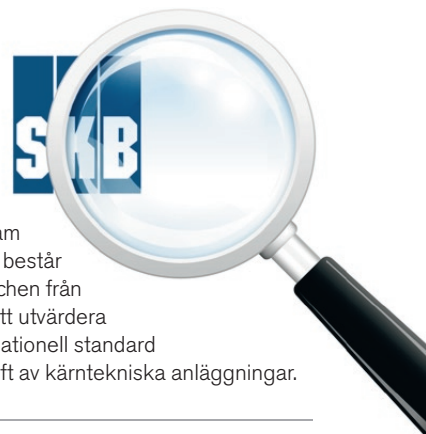 SKB
am
består
chen från
tt utvärdera
ationell standard
ft av kärntekniska anläggningar.